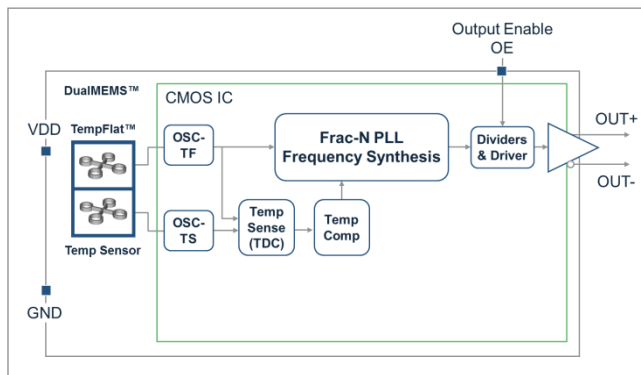 Output Enable
OE
DualMEMS™
CMOS IC
VDD
TempFlat™
OSC-
TF
Frac-N PLL
Frequency Synthesis
Dividers
& Driver
OUT+
OUT-
OSC-
TS
Temp
Sense
(TDC)
Temp
Comp
Temp Sensor
GND